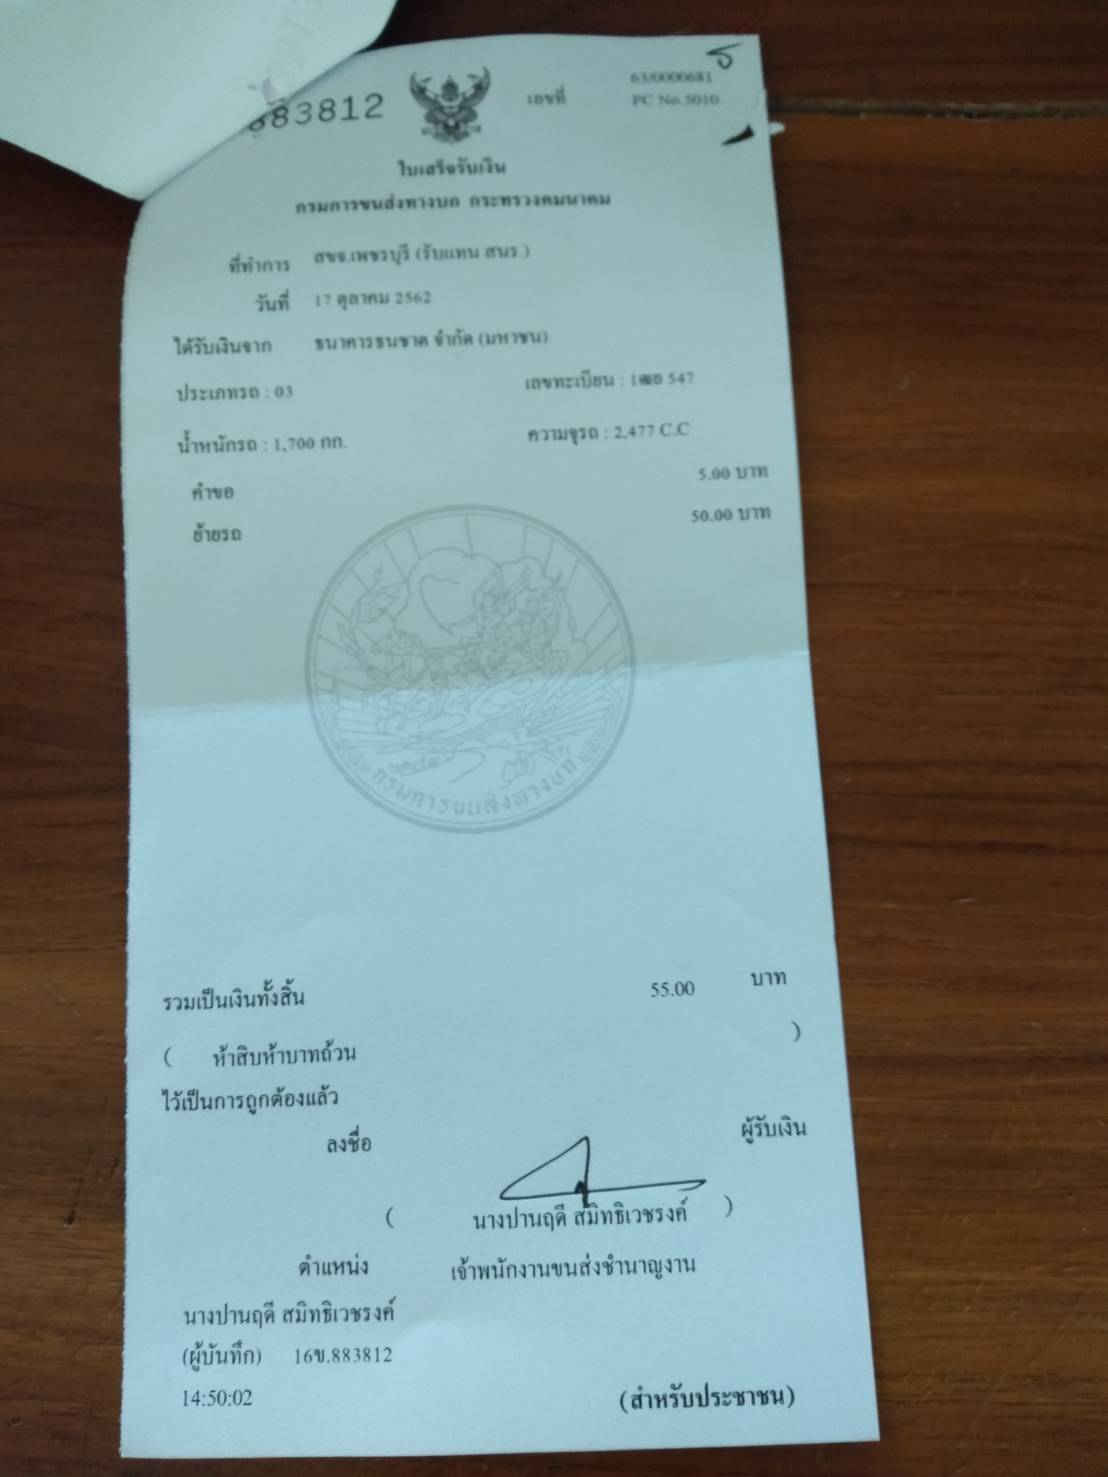 883812
เลขที่ 63/0000681
PC No.5010
ใบเสร็จรับเงิน
กรมการขนส่งทางบก กระทรวงคมนาคม
ที่ทำการ สขจ.เพชรบุรี (รับแทน สนร.)
วันที่ 17 ตุลาคม 2562
ได้รับเงินจาก ธนาคารธนชาต จำกัด (มหาชน)
ประเภทรถ : 03 เลขทะเบียน : 547
น้ำหนักรถ : 1,700 กก. ความจุรถ : 2,477 C.C
คำขอ 5.00 บาท
ย้ายรถ 50.00 บาท
กรมการขนส่งทางบก
รวมเป็นเงินทั้งสิ้น 55.00 บาท
( ห้าสิบห้าบาทถ้วน )
ไว้เป็นการถูกต้องแล้ว
ลงชื่อ ผู้รับเงิน
( นางปานฤดี สมิทธิเวชรงค์ )
ตำแหน่ง เจ้าพนักงานขนส่งชำนาญงาน
นางปานฤดี สมิทธิเวชรงค์
(ผู้บันทึก) 16ข.883812
14:50:02 (สำหรับประชาชน)